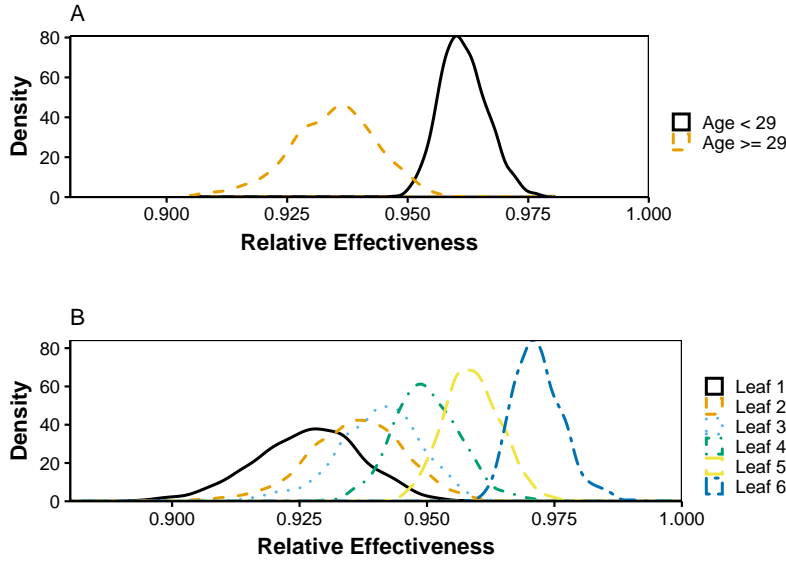 A
80
60
40
20
0
Density
0.900 0.925 0.950 0.975 1.000
Relative Effectiveness
Age < 29
Age >= 29
B
80
60
40
20
0
Density
0.900 0.925 0.950 0.975 1.000
Relative Effectiveness
Leaf 1
Leaf 2
Leaf 3
Leaf 4
Leaf 5
Leaf 6